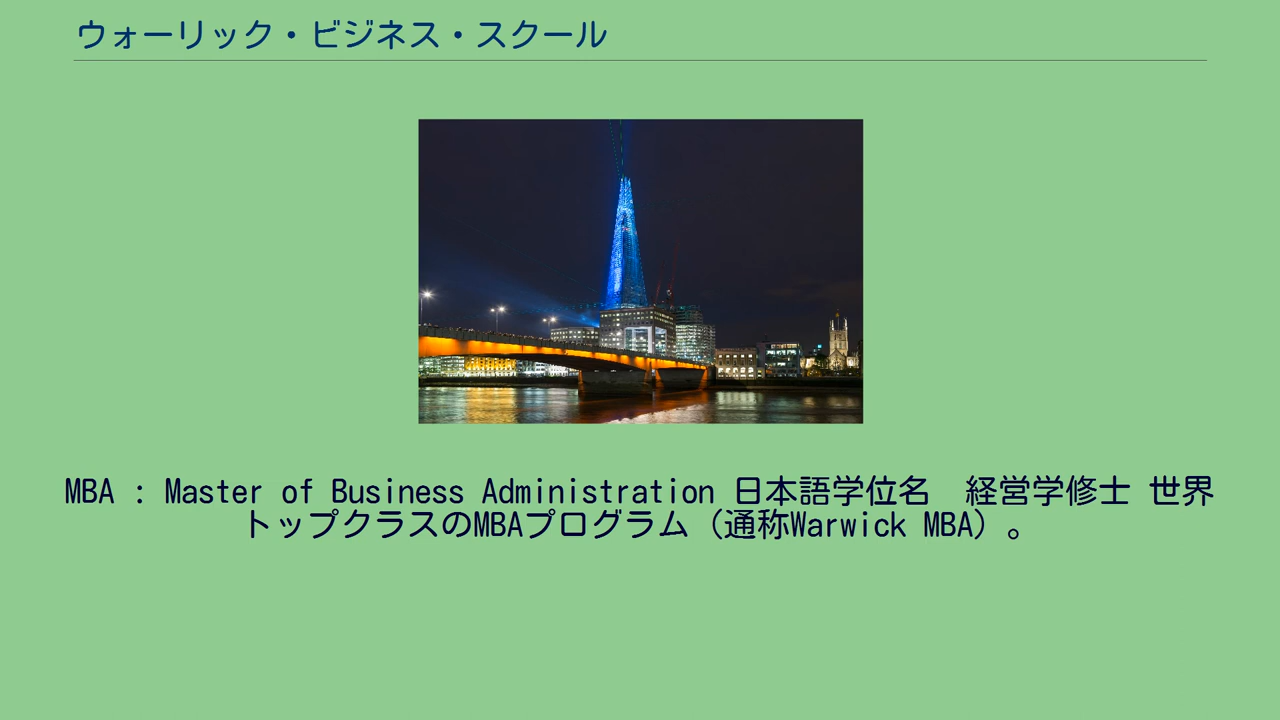 ウォーリック・ビジネス・スクール
MBA : Master of Business Administration 日本語学位名　経営学修士 世界
トップクラスのMBAプログラム（通称Warwick MBA）。